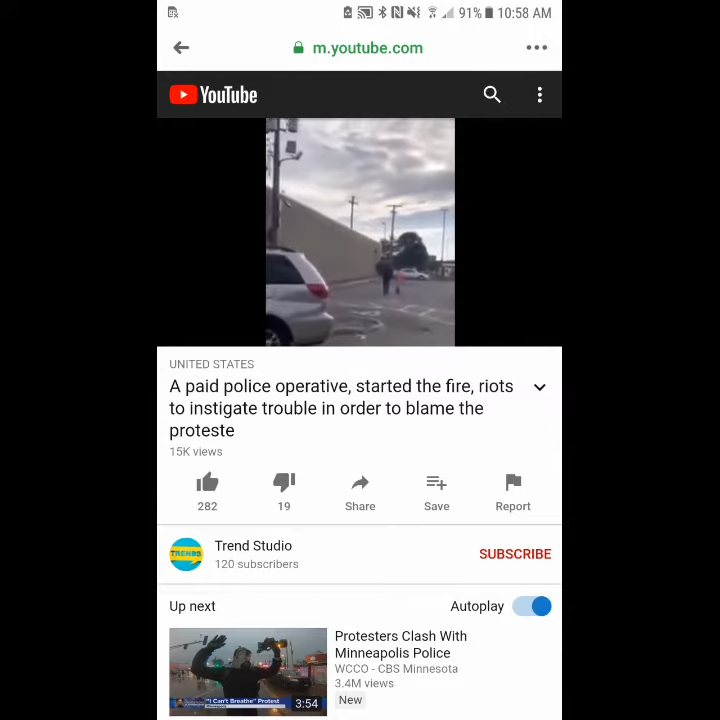 91% 10:58 AM
m.youtube.com
YouTube
UNITED STATES
A paid police operative, started the fire, riots
to instigate trouble in order to blame the
proteste
15K views
282 19 Share Save Report
TRENDS
Trend Studio
120 subscribers
SUBSCRIBE
Up next Autoplay
Protesters Clash With
Minneapolis Police
WCCO - CBS Minnesota
3.4M views
New
"I Can't Breathe" Protest
3:54